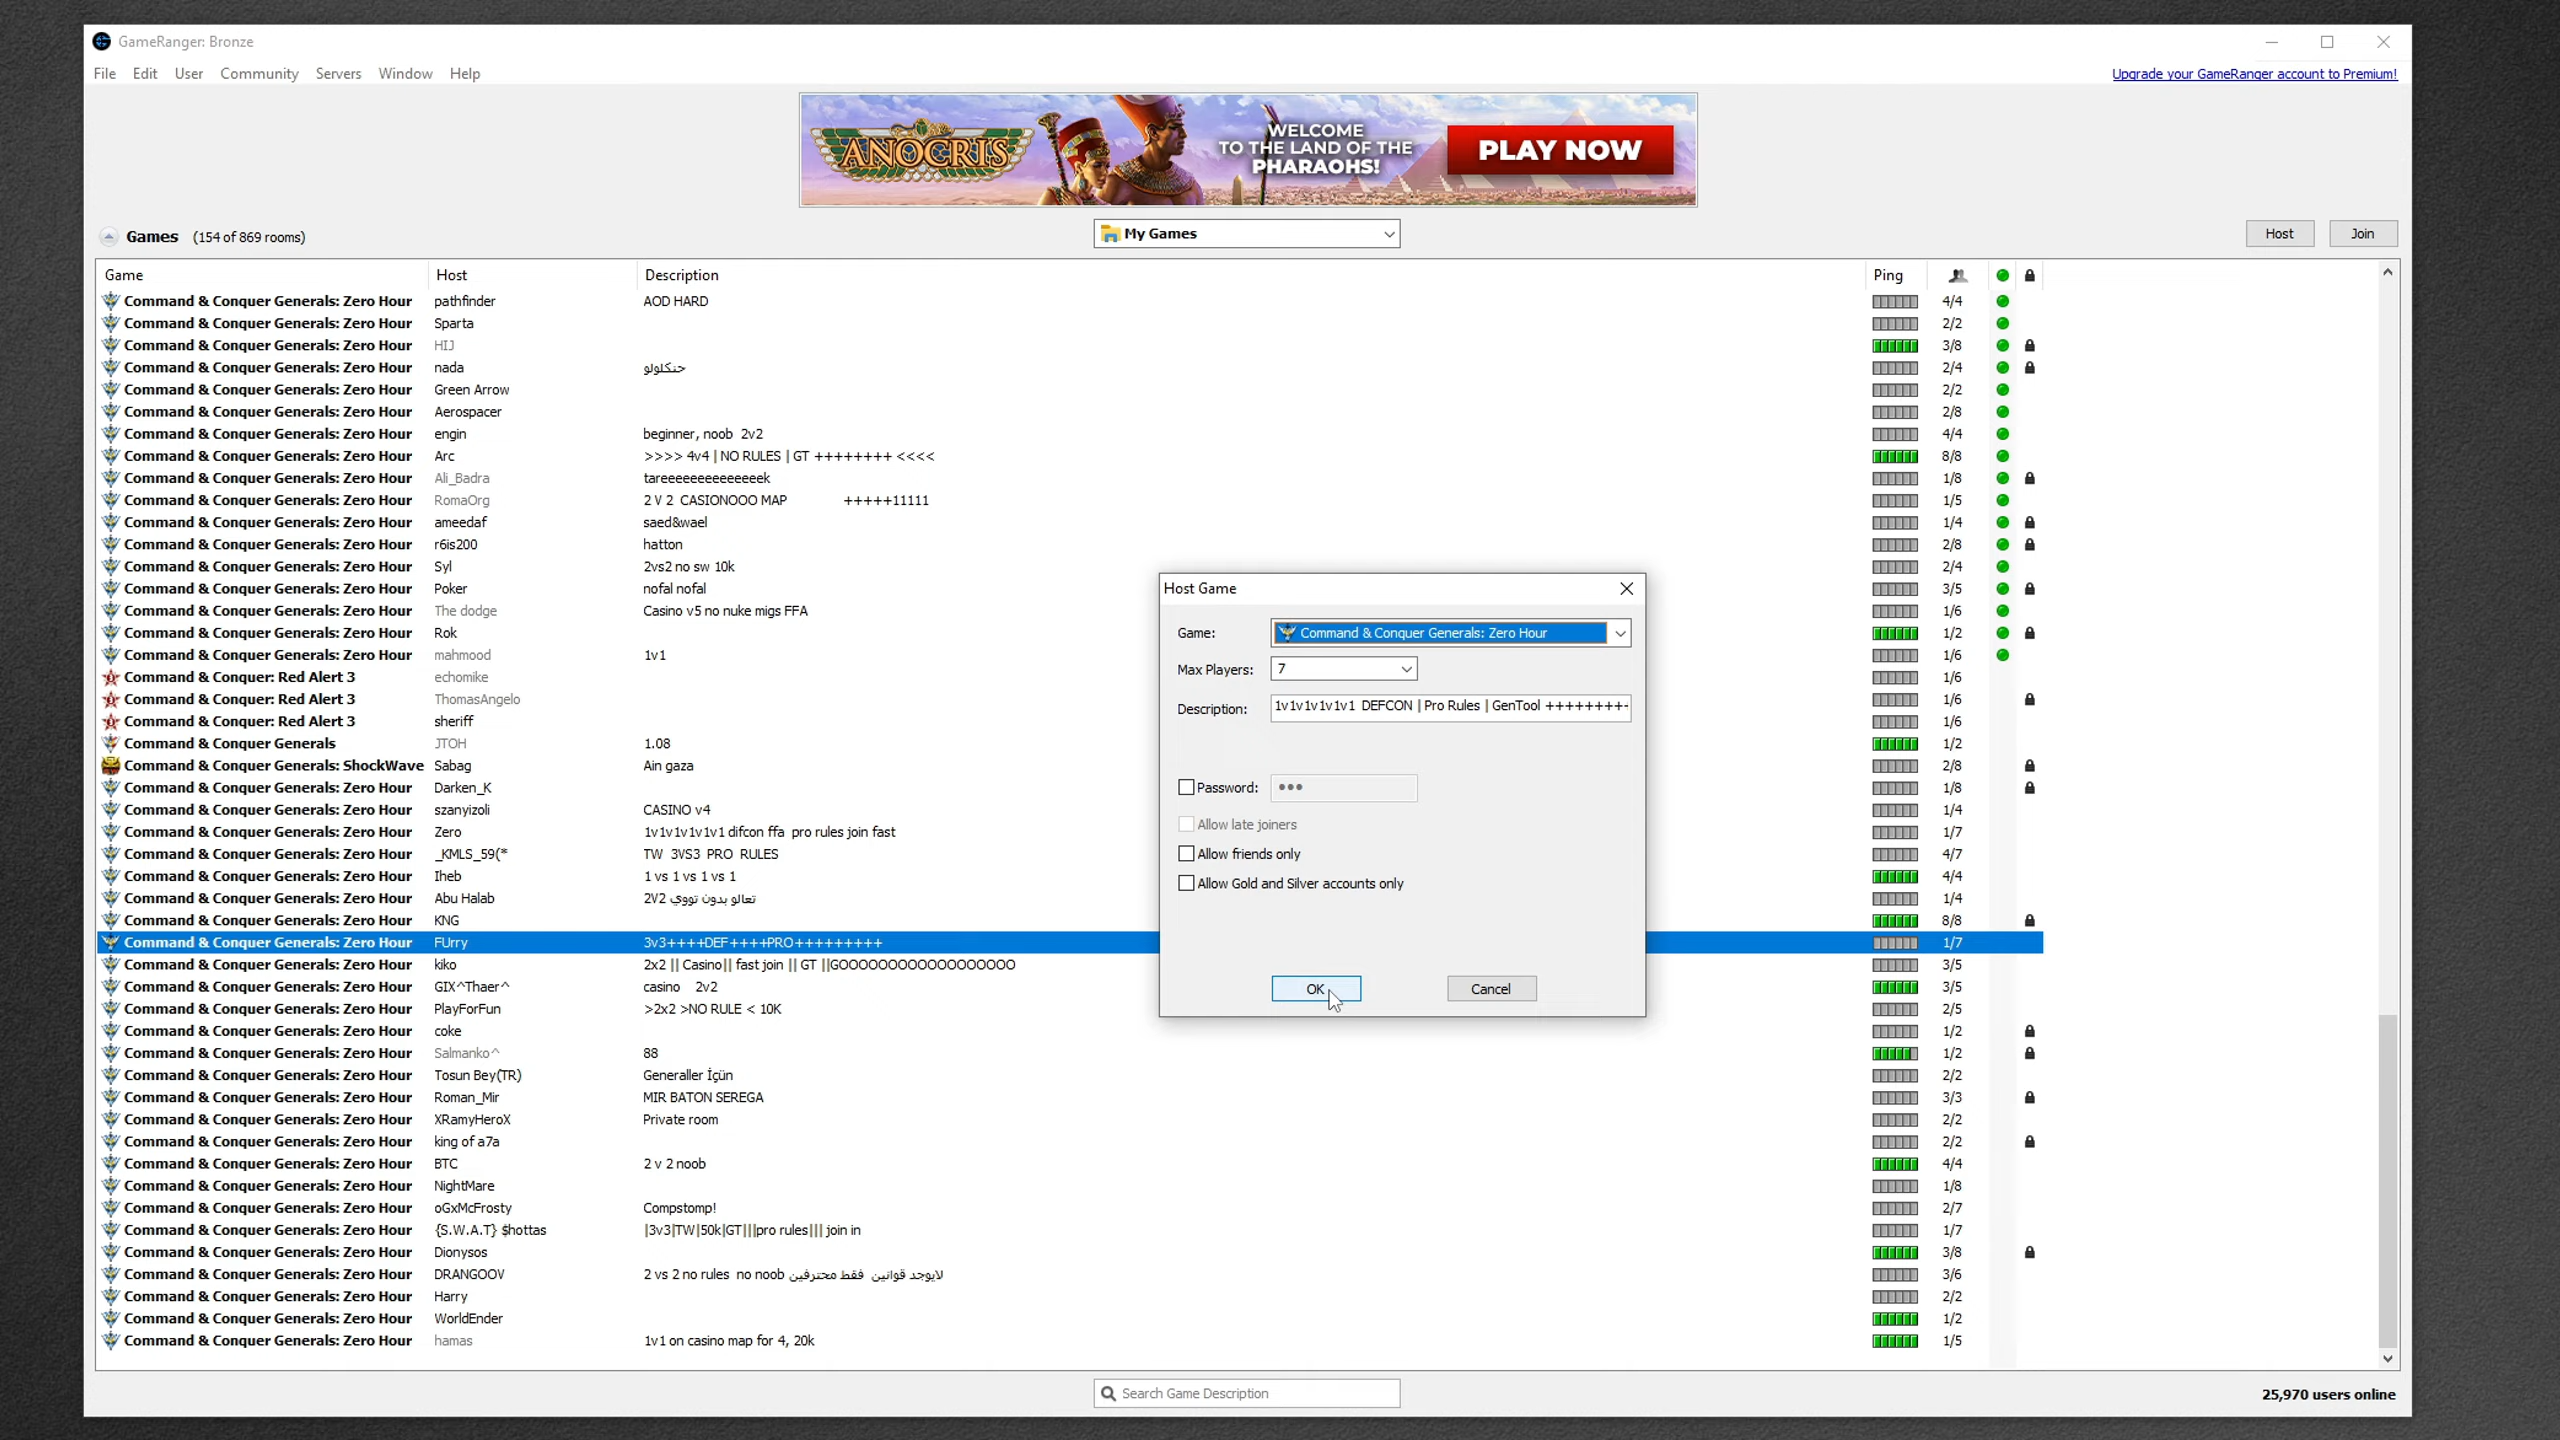 GameRanger: Bronze
File Edit User Community Servers Window Help
Upgrade your GameRanger account to Premium!
ANOCRIS
WELCOME
TO THE LAND OF THE
PHARAOHS!
PLAY NOW
Games (154 of 869 rooms)
My Games
Host Join
Game Host Description Ping
Command & Conquer Generals: Zero Hour pathfinder AOD HARD 4/4
Command & Conquer Generals: Zero Hour Sparta 2/2
Command & Conquer Generals: Zero Hour HIJ 3/8
Command & Conquer Generals: Zero Hour nada حنكلولو 2/4
Command & Conquer Generals: Zero Hour Green Arrow 2/2
Command & Conquer Generals: Zero Hour Aerospacer 2/8
Command & Conquer Generals: Zero Hour engin beginner, noob 2v2 4/4
Command & Conquer Generals: Zero Hour Arc >>>> 4v4 | NO RULES | GT ++++++++ <<<< 8/8
Command & Conquer Generals: Zero Hour Ali_Badra tareeeeeeeeeeeeeek 1/8
Command & Conquer Generals: Zero Hour RomaOrg 2 V 2 CASIONOOO MAP +++++11111 1/5
Command & Conquer Generals: Zero Hour ameedaf saed&wael 1/4
Command & Conquer Generals: Zero Hour r6is200 hatton 2/8
Command & Conquer Generals: Zero Hour Syl 2vs2 no sw 10k 2/4
Command & Conquer Generals: Zero Hour Poker nofal nofal 3/5
Command & Conquer Generals: Zero Hour The dodge Casino v5 no nuke migs FFA 1/6
Command & Conquer Generals: Zero Hour Rok 1/2
Command & Conquer Generals: Zero Hour mahmood 1v1 1/6
Command & Conquer: Red Alert 3 echomike 1/6
Command & Conquer: Red Alert 3 ThomasAngelo 1/6
Command & Conquer: Red Alert 3 sheriff 1/6
Command & Conquer Generals JTOH 1.08 1/2
Command & Conquer Generals: ShockWave Sabag Ain gaza 2/8
Command & Conquer Generals: Zero Hour Darken_K 1/8
Command & Conquer Generals: Zero Hour szanyizoli CASINO v4 1/4
Command & Conquer Generals: Zero Hour Zero 1v1v1v1v1v1 difcon ffa pro rules join fast 1/7
Command & Conquer Generals: Zero Hour _KMLS_59(* TW 3VS3 PRO RULES 4/7
Command & Conquer Generals: Zero Hour Iheb 1 vs 1 vs 1 vs 1 4/4
Command & Conquer Generals: Zero Hour Abu Halab 2V2 تعالو بدون تووي 1/4
Command & Conquer Generals: Zero Hour KNG 8/8
Command & Conquer Generals: Zero Hour FUrry 3v3++++DEF++++PRO+++++++++ 1/7
Command & Conquer Generals: Zero Hour kiko 2x2 || Casino|| fast join || GT ||GOOOOOOOOOOOOOOOOOO 3/5
Command & Conquer Generals: Zero Hour GIX^Thaer^ casino 2v2 3/5
Command & Conquer Generals: Zero Hour PlayForFun >2x2 >NO RULE < 10K 2/5
Command & Conquer Generals: Zero Hour coke 1/2
Command & Conquer Generals: Zero Hour Salmanko^ 88 1/2
Command & Conquer Generals: Zero Hour Tosun Bey(TR) Generaller İçün 2/2
Command & Conquer Generals: Zero Hour Roman_Mir MIR BATON SEREGA 3/3
Command & Conquer Generals: Zero Hour XRamyHeroX Private room 2/2
Command & Conquer Generals: Zero Hour king of a7a 2/2
Command & Conquer Generals: Zero Hour BTC 2 v 2 noob 4/4
Command & Conquer Generals: Zero Hour NightMare 1/8
Command & Conquer Generals: Zero Hour oGxMcFrosty Compstomp! 2/7
Command & Conquer Generals: Zero Hour {S.W.A.T} $hottas |3v3|TW|50k|GT|||pro rules||| join in 1/7
Command & Conquer Generals: Zero Hour Dionysos 3/8
Command & Conquer Generals: Zero Hour DRANGOOV 2 vs 2 no rules no noob لايوجد قوانين فقط محترفين 3/6
Command & Conquer Generals: Zero Hour Harry 2/2
Command & Conquer Generals: Zero Hour WorldEnder 1/2
Command & Conquer Generals: Zero Hour hamas 1v1 on casino map for 4, 20k 1/5
Host Game
Game: Command & Conquer Generals: Zero Hour
Max Players: 7
Description: 1v1v1v1v1v1 DEFCON | Pro Rules | GenTool ++++++++
Password: •••
Allow late joiners
Allow friends only
Allow Gold and Silver accounts only
OK Cancel
Search Game Description
25,970 users online